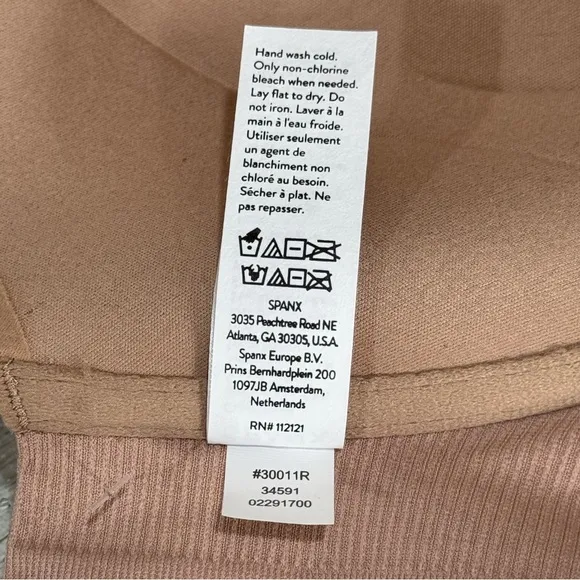 Hand wash cold.
Only non-chlorine
bleach when needed.
Lay flat to dry. Do
not iron. Laver à la
main à l'eau froide.
Utiliser seulement
un agent de
blanchiment non
chloré au besoin.
Sécher à plat. Ne
pas repasser.
SPANX
3035 Peachtree Road NE
Atlanta, GA 30305, U.S.A.
Spanx Europe B.V.
Prins Bernhardplein 200
1097JB Amsterdam,
Netherlands
RN# 112121
#30011R
34591
02291700